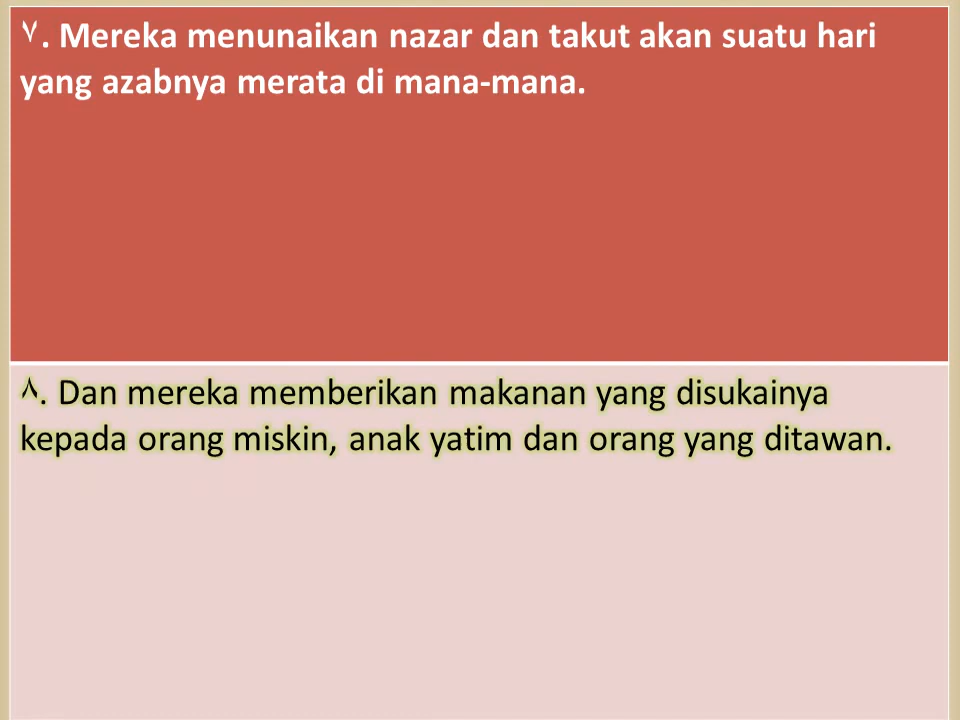 ٧. Mereka menunaikan nazar dan takut akan suatu hari
yang azabnya merata di mana-mana.
٨. Dan mereka memberikan makanan yang disukainya
kepada orang miskin, anak yatim dan orang yang ditawan.